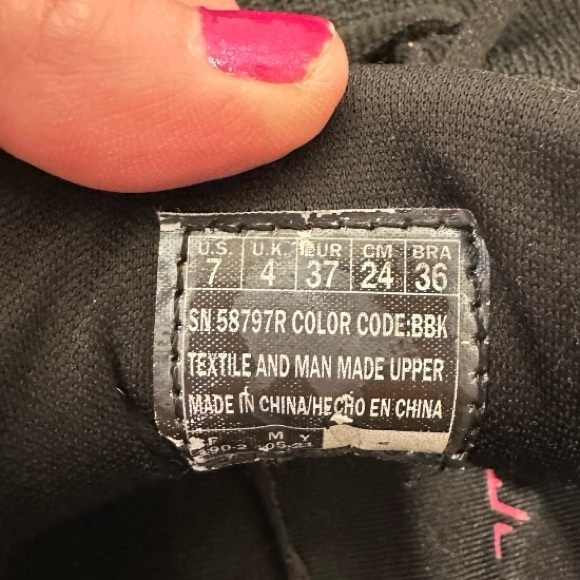 U.S. U.K. EUR CM BRA
7 4 37 24 36
SN 58797R COLOR CODE:BBK
TEXTILE AND MAN MADE UPPER
MADE IN CHINA/HECHO EN CHINA
F M Y